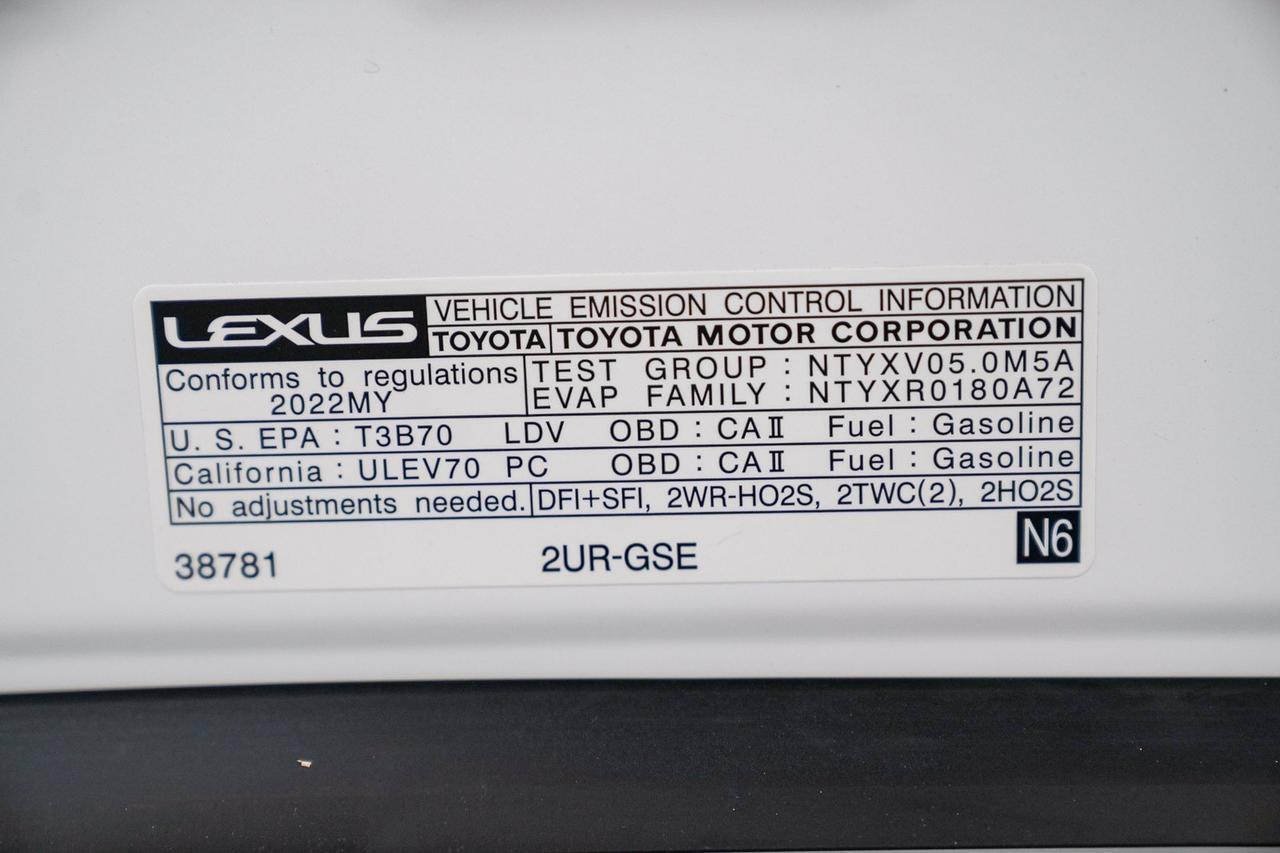 LEXUS
VEHICLE EMISSION CONTROL INFORMATION
TOYOTA TOYOTA MOTOR CORPORATION
Conforms to regulations
2022MY
TEST GROUP : NTYXV05.0M5A
EVAP FAMILY : NTYXR0180A72
U. S. EPA : T3B70 LDV OBD : CAⅡ Fuel : Gasoline
California : ULEV70 PC OBD : CAⅡ Fuel : Gasoline
No adjustments needed. DFI+SFI, 2WR-HO2S, 2TWC(2), 2HO2S
38781 2UR-GSE N6